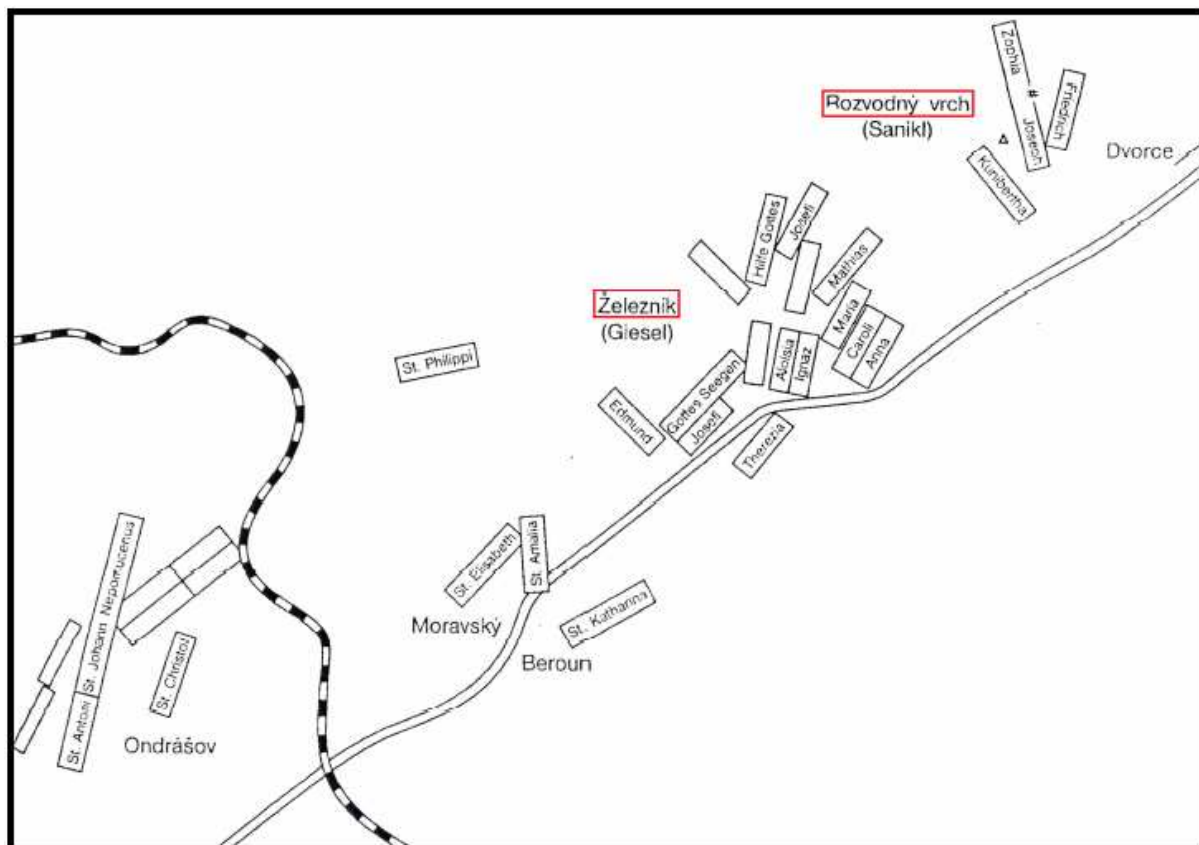 Zophia
Joseph
Friedrich
Rozvodný vrch
(Sanikl)
Dvorce
Kunibertha
Hilfe Gottes
Josefi
Mathias
Železník
(Giesel)
Maria
Caroli
Anna
Aloisia
Ignaz
St. Philippi
Gottes Seegen
Josefi
Edmund
Therezia
St. Elisabeth
St. Amalia
St. Katharina
Moravský
Beroun
St. Johann Nepomucenus
St. Antoni
St. Christof
Ondrášov